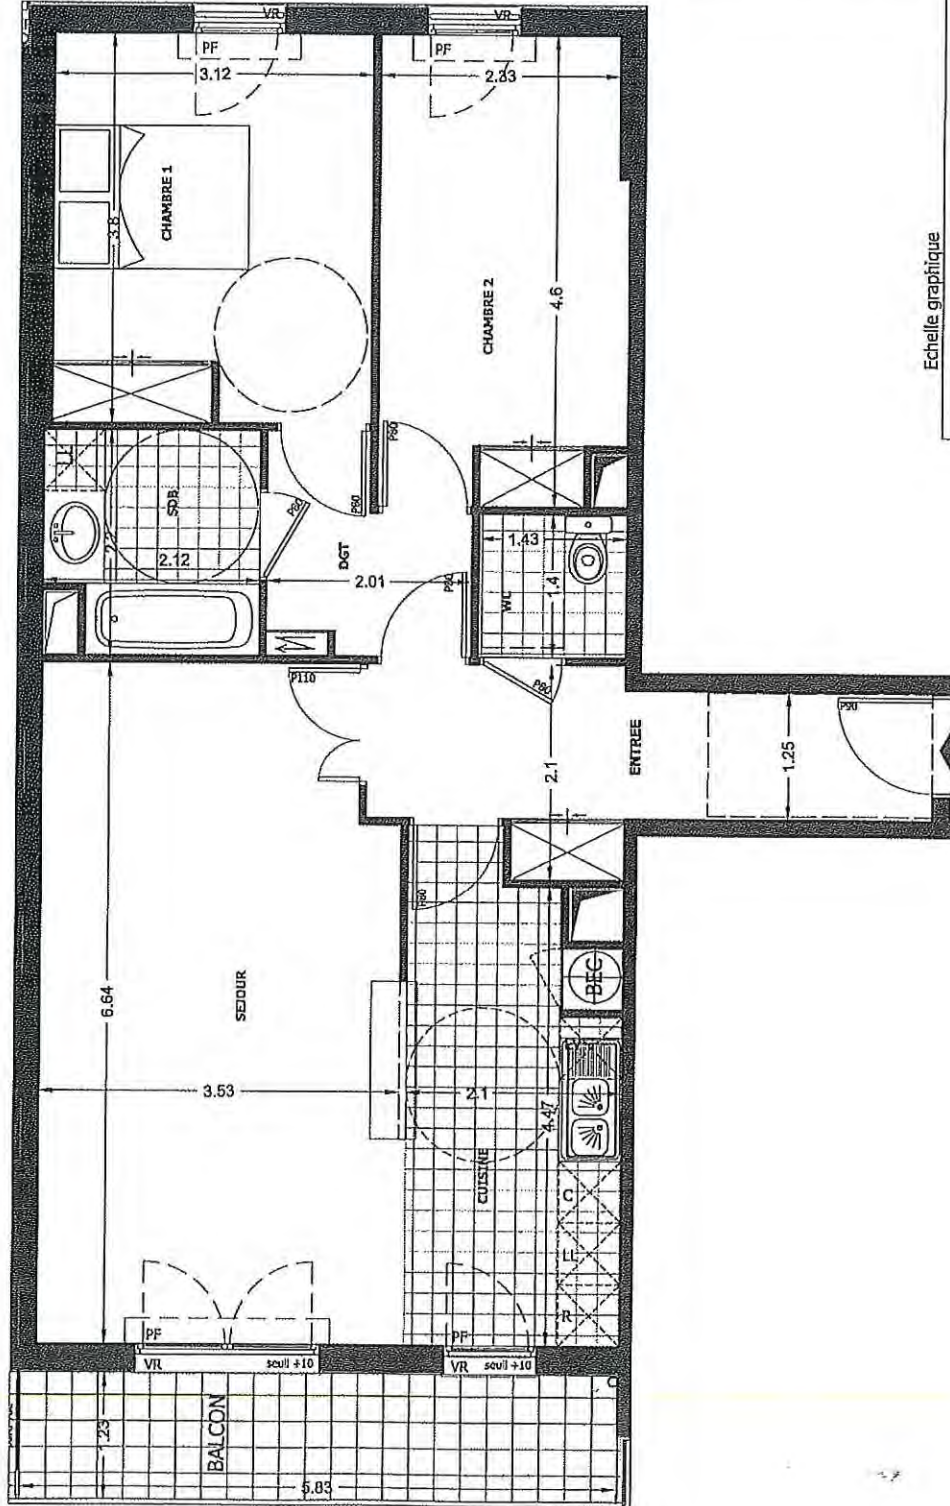 VR
VR
PF
PF
3.12
2.33
CHAMBRE 1
3.8
CHAMBRE 2
4.6
Echelle graphique
P80
P80
LL
SDB
2.12
P80
DGT
2.01
P80
1.43
1.4
WC
P110
P80
ENTREE
2.1
1.25
P90
6.64
SEJOUR
BEC
3.53
2.1
4.47
CUISINE
C
LL
R
PF
PF
VR
seuil +10
VR
seuil +10
BALCON
1.23
5.83